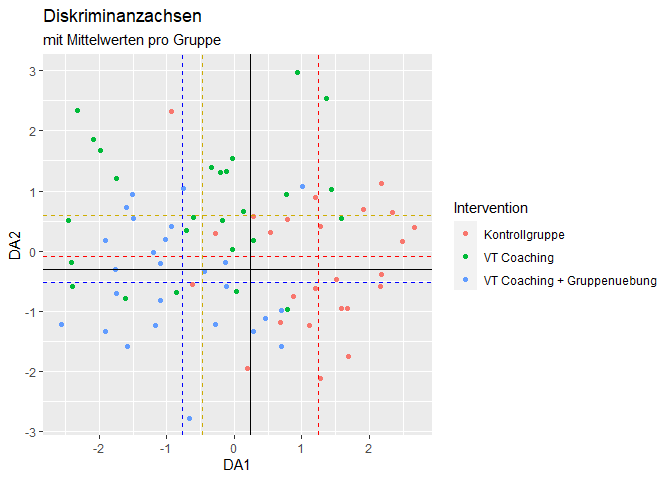 Diskriminanzachsen
mit Mittelwerten pro Gruppe
3
2
1
0
-1
-2
-3
DA2
-2
-1
0
1
2
DA1
Intervention
Kontrollgruppe
VT Coaching
VT Coaching + Gruppenuebung